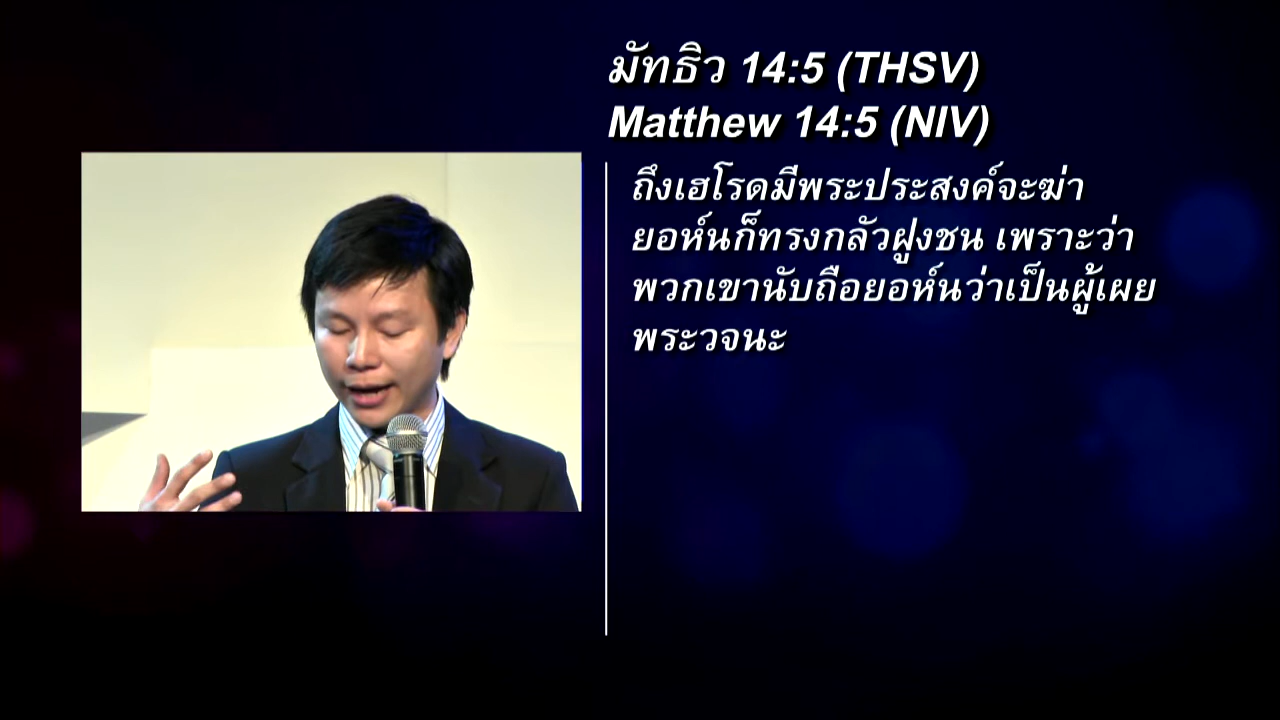 มัทธิว 14:5 (THSV)
Matthew 14:5 (NIV)
ถึงเฮโรดมีพระประสงค์จะฆ่า
ยอห์นก็ทรงกลัวฝูงชน เพราะว่า
พวกเขานับถือยอห์นว่าเป็นผู้เผย
พระวจนะ